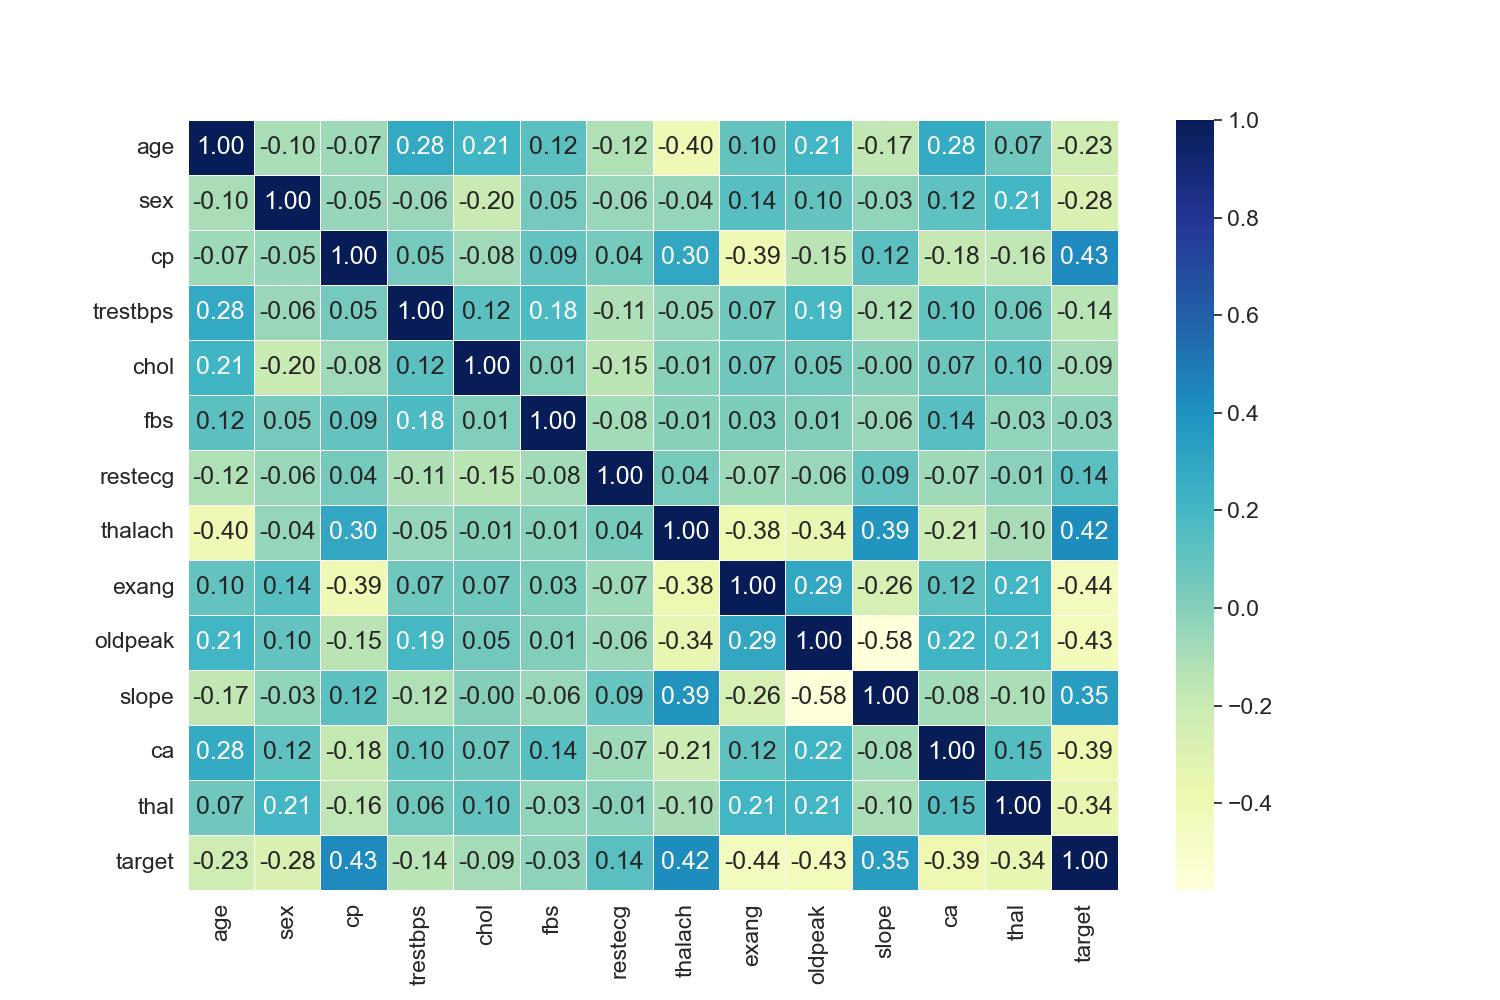 age 1.00 -0.10 -0.07 0.28 0.21 0.12 -0.12 -0.40 0.10 0.21 -0.17 0.28 0.07 -0.23
sex -0.10 1.00 -0.05 -0.06 -0.20 0.05 -0.06 -0.04 0.14 0.10 -0.03 0.12 0.21 -0.28
cp -0.07 -0.05 1.00 0.05 -0.08 0.09 0.04 0.30 -0.39 -0.15 0.12 -0.18 -0.16 0.43
trestbps 0.28 -0.06 0.05 1.00 0.12 0.18 -0.11 -0.05 0.07 0.19 -0.12 0.10 0.06 -0.14
chol 0.21 -0.20 -0.08 0.12 1.00 0.01 -0.15 -0.01 0.07 0.05 -0.00 0.07 0.10 -0.09
fbs 0.12 0.05 0.09 0.18 0.01 1.00 -0.08 -0.01 0.03 0.01 -0.06 0.14 -0.03 -0.03
restecg -0.12 -0.06 0.04 -0.11 -0.15 -0.08 1.00 0.04 -0.07 -0.06 0.09 -0.07 -0.01 0.14
thalach -0.40 -0.04 0.30 -0.05 -0.01 -0.01 0.04 1.00 -0.38 -0.34 0.39 -0.21 -0.10 0.42
exang 0.10 0.14 -0.39 0.07 0.07 0.03 -0.07 -0.38 1.00 0.29 -0.26 0.12 0.21 -0.44
oldpeak 0.21 0.10 -0.15 0.19 0.05 0.01 -0.06 -0.34 0.29 1.00 -0.58 0.22 0.21 -0.43
slope -0.17 -0.03 0.12 -0.12 -0.00 -0.06 0.09 0.39 -0.26 -0.58 1.00 -0.08 -0.10 0.35
ca 0.28 0.12 -0.18 0.10 0.07 0.14 -0.07 -0.21 0.12 0.22 -0.08 1.00 0.15 -0.39
thal 0.07 0.21 -0.16 0.06 0.10 -0.03 -0.01 -0.10 0.21 0.21 -0.10 0.15 1.00 -0.34
target -0.23 -0.28 0.43 -0.14 -0.09 -0.03 0.14 0.42 -0.44 -0.43 0.35 -0.39 -0.34 1.00
age sex cp trestbps chol fbs restecg thalach exang oldpeak slope ca thal target
1.0
0.8
0.6
0.4
0.2
0.0
−0.2
−0.4